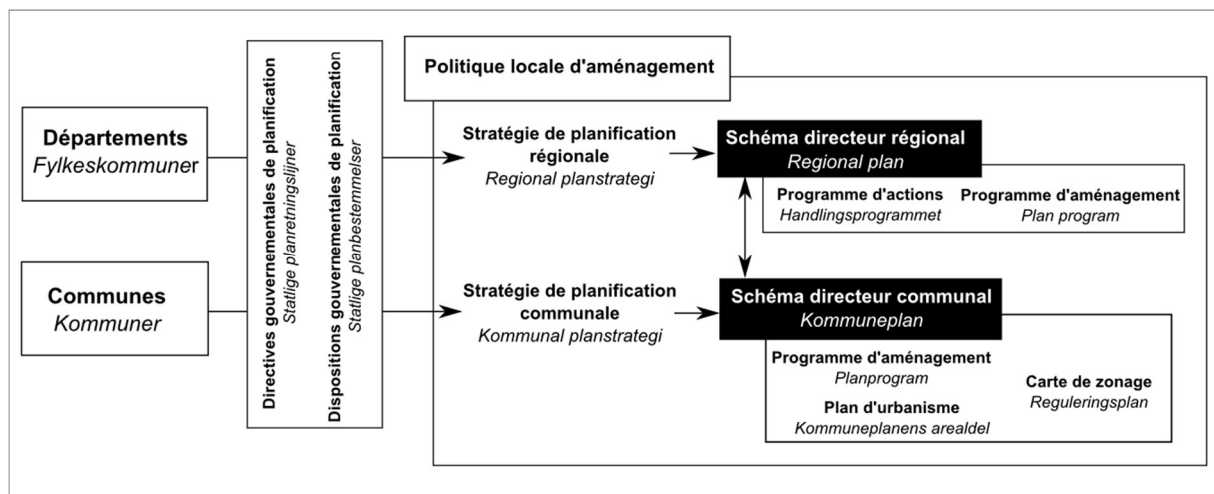 Départements
Fylkeskommuner
Communes
Kommuner
Directives gouvernementales de planification
Statlige planretningslijner
Dispositions gouvernementales de planification
Statlige planbestemmelser
Politique locale d'aménagement
Stratégie de planification
régionale
Regional planstrategi
Schéma directeur régional
Regional plan
Programme d'actions
Handlingsprogrammet
Programme d'aménagement
Plan program
Stratégie de planification
communale
Kommunal planstrategi
Schéma directeur communal
Kommuneplan
Programme d'aménagement
Planprogram
Plan d'urbanisme
Kommuneplanens arealdel
Carte de zonage
Reguleringsplan